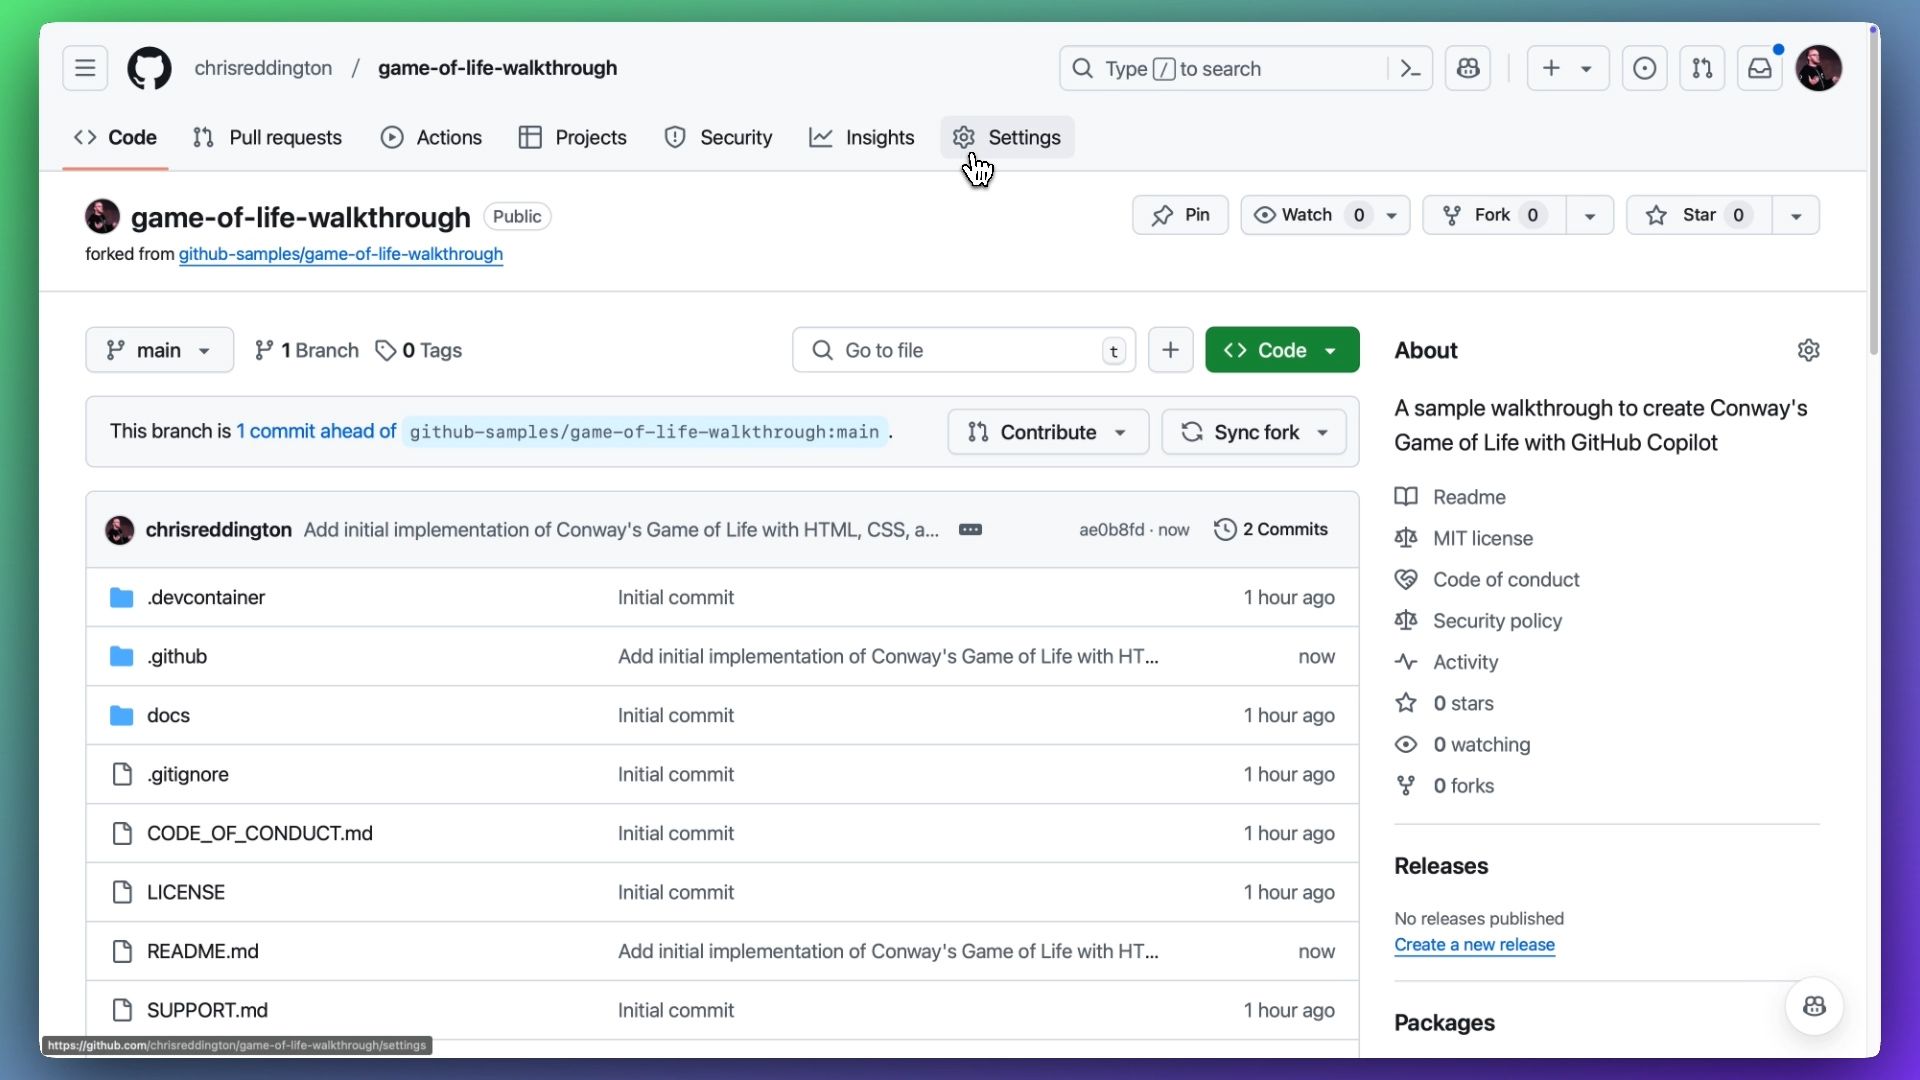 chrisreddington / game-of-life-walkthrough
Type / to search
Code Pull requests Actions Projects Security Insights Settings
game-of-life-walkthrough Public
Pin Watch 0 Fork 0 Star 0
forked from github-samples/game-of-life-walkthrough
main 1 Branch 0 Tags Go to file t Code
This branch is 1 commit ahead of github-samples/game-of-life-walkthrough:main .
Contribute Sync fork
chrisreddington Add initial implementation of Conway's Game of Life with HTML, CSS, a... ae0b8fd · now 2 Commits
.devcontainer Initial commit 1 hour ago
.github Add initial implementation of Conway's Game of Life with HT... now
docs Initial commit 1 hour ago
.gitignore Initial commit 1 hour ago
CODE_OF_CONDUCT.md Initial commit 1 hour ago
LICENSE Initial commit 1 hour ago
README.md Add initial implementation of Conway's Game of Life with HT... now
SUPPORT.md Initial commit 1 hour ago
About
A sample walkthrough to create Conway's
Game of Life with GitHub Copilot
Readme
MIT license
Code of conduct
Security policy
Activity
0 stars
0 watching
0 forks
Releases
No releases published
Create a new release
Packages
https://github.com/chrisreddington/game-of-life-walkthrough/settings